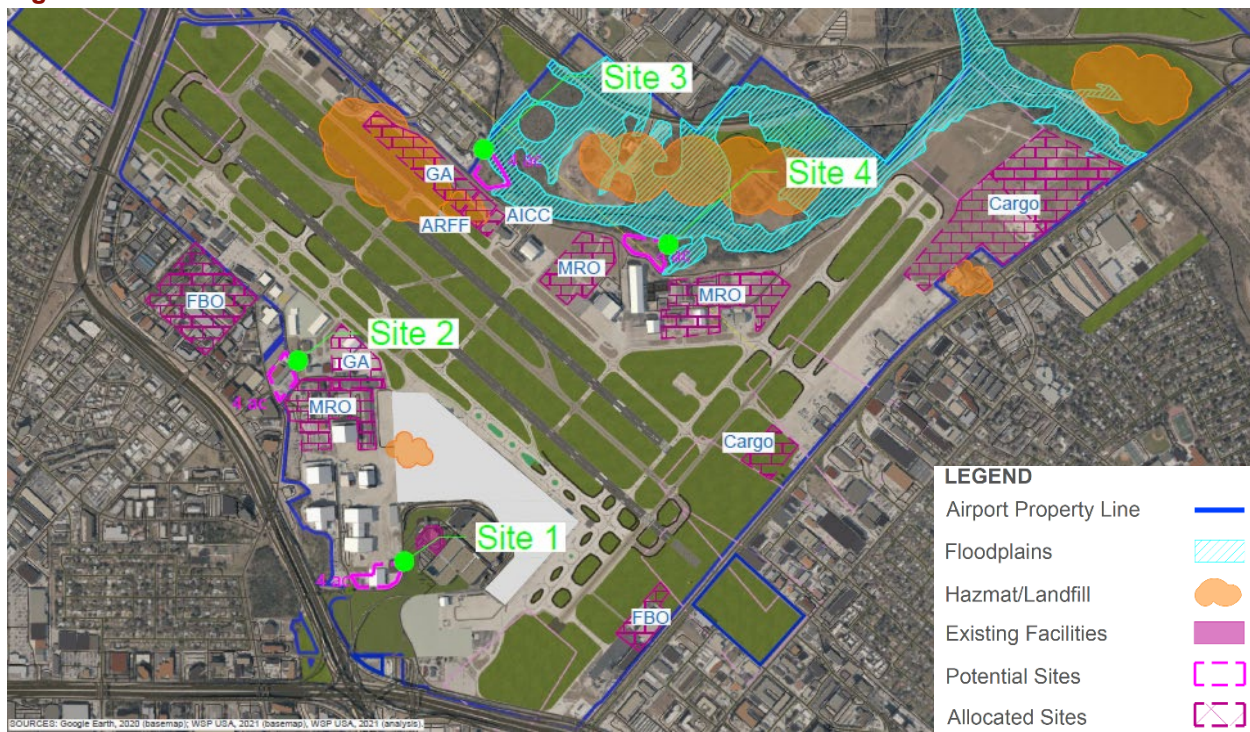 Site 3
4 ac
Site 4
GA
ARFF
AICC
Cargo
MRO
MRO
FBO
Site 2
GA
4 ac
MRO
Cargo
Site 1
4 ac
FBO
LEGEND
Airport Property Line
Floodplains
Hazmat/Landfill
Existing Facilities
Potential Sites
Allocated Sites
SOURCES: Google Earth, 2020 (basemap); WSP USA, 2021 (basemap), WSP USA, 2021 (analysis).